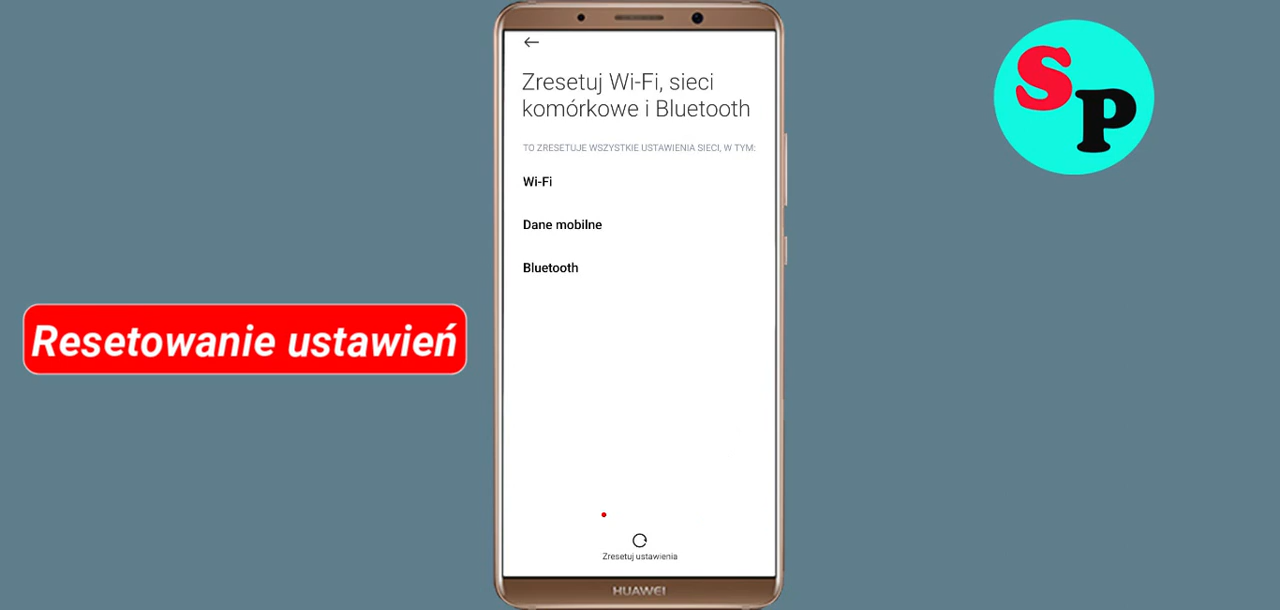 Zresetuj Wi-Fi, sieci
komórkowe i Bluetooth
TO ZRESETUJE WSZYSTKIE USTAWIENIA SIECI, W TYM:
Wi-Fi
Dane mobilne
Bluetooth
Zresetuj ustawienia
HUAWEI
Resetowanie ustawień
SP